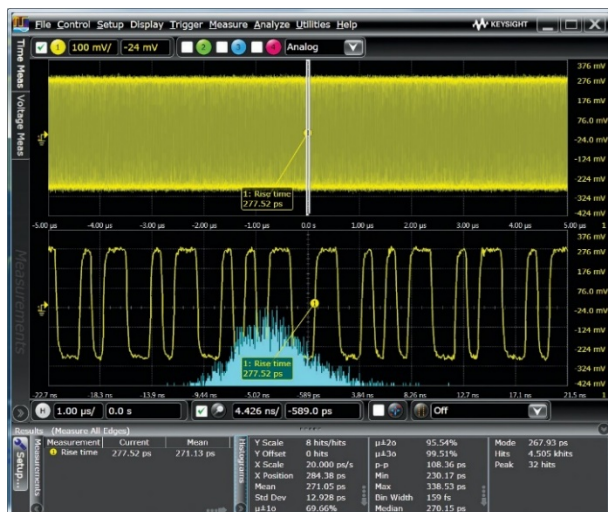 File Control Setup Display Trigger Measure Analyze Utilities Help KEYSIGHT
Time Meas
Voltage Meas
Measurements
1 100 mV/ -24 mV 2 3 4 Analog
376 mV
276 mV
176 mV
76.0 mV
-24.0 mV
-124 mV
-224 mV
-324 mV
-424 mV
1: Rise time
277.52 ps
-5.00 µs -4.00 µs -3.00 µs -2.00 µs -1.00 µs 0.0 s 1.00 µs 2.00 µs 3.00 µs 4.00 µs 5.00 µs 1
376 mV
276 mV
176 mV
76.0 mV
-24.0 mV
-124 mV
-224 mV
-324 mV
-424 mV
1
1: Rise time
277.52 ps
-22.7 ns -18.3 ns -13.9 ns -9.44 ns -5.02 ns -589 ps 3.84 ns 8.26 ns 12.7 ns 17.1 ns 21.5 ns 1
H 1.00 µs/ 0.0 s 4.426 ns/ -589.0 ps Off
Results (Measure All Edges)
Setup...
Measurements
Measurement Current Mean
Rise time 277.52 ps 271.13 ps
Histograms
Y Scale 8 hits/hits
Y Offset 0 hits
X Scale 20.000 ps/s
X Position 284.38 ps
Mean 271.05 ps
Std Dev 12.928 ps
µ±1σ 69.66%
µ±2σ 95.54%
µ±3σ 99.51%
p-p 108.36 ps
Min 230.17 ps
Max 338.53 ps
Bin Width 159 fs
Median 270.15 ps
Mode 267.93 ps
Hits 4.505 khits
Peak 32 hits